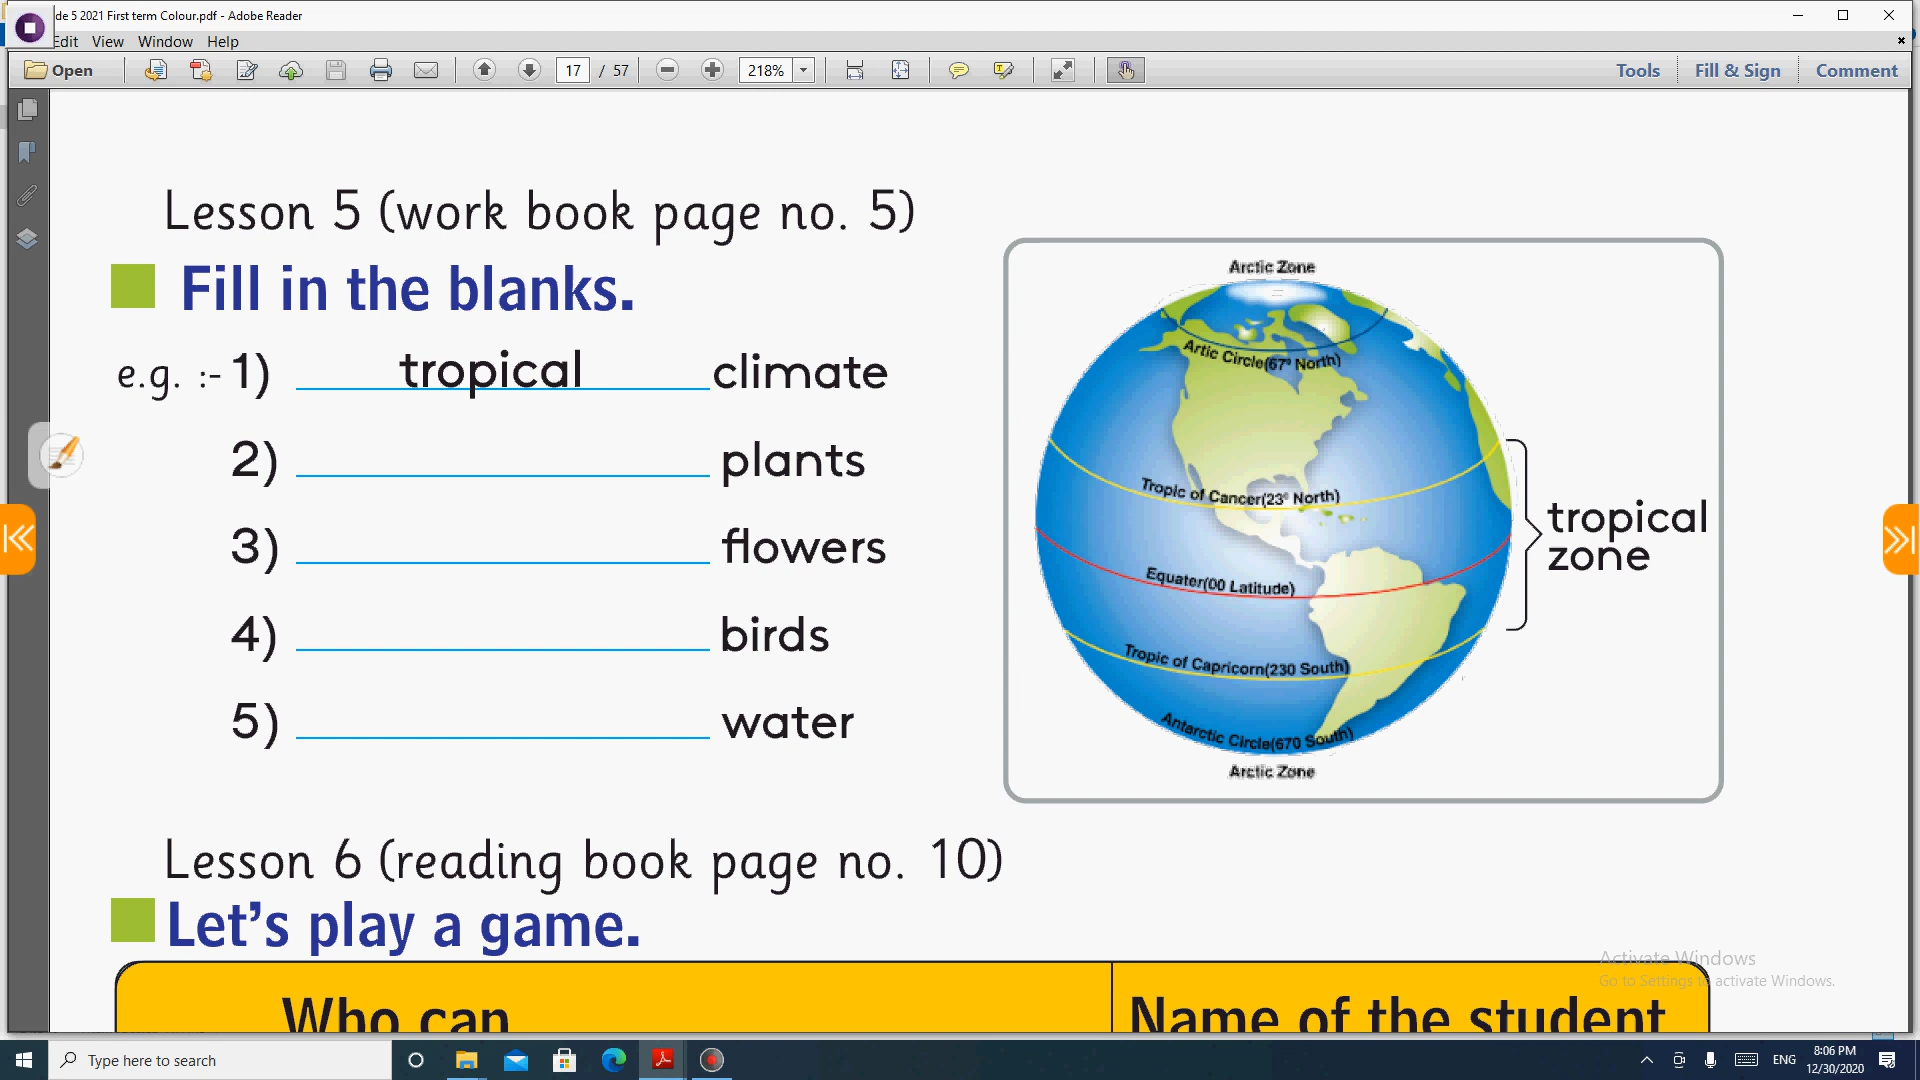 de 5 2021 First term Colour.pdf - Adobe Reader
Edit View Window Help
Open 17 / 57 218% Tools Fill & Sign Comment
Lesson 5 (work book page no. 5)
Fill in the blanks.
e.g. :- 1) tropical climate
2) plants
3) flowers
4) birds
5) water
Arctic Zone
Artic Circle(67º North)
Tropic of Cancer(23º North)
Equater(00 Latitude)
Tropic of Capricorn(230 South)
Antarctic Circle(670 South)
Arctic Zone
tropical
zone
Lesson 6 (reading book page no. 10)
Let's play a game.
Who can Name of the student
Activate Windows
Go to Settings to activate Windows.
Type here to search
ENG
8:06 PM
12/30/2020